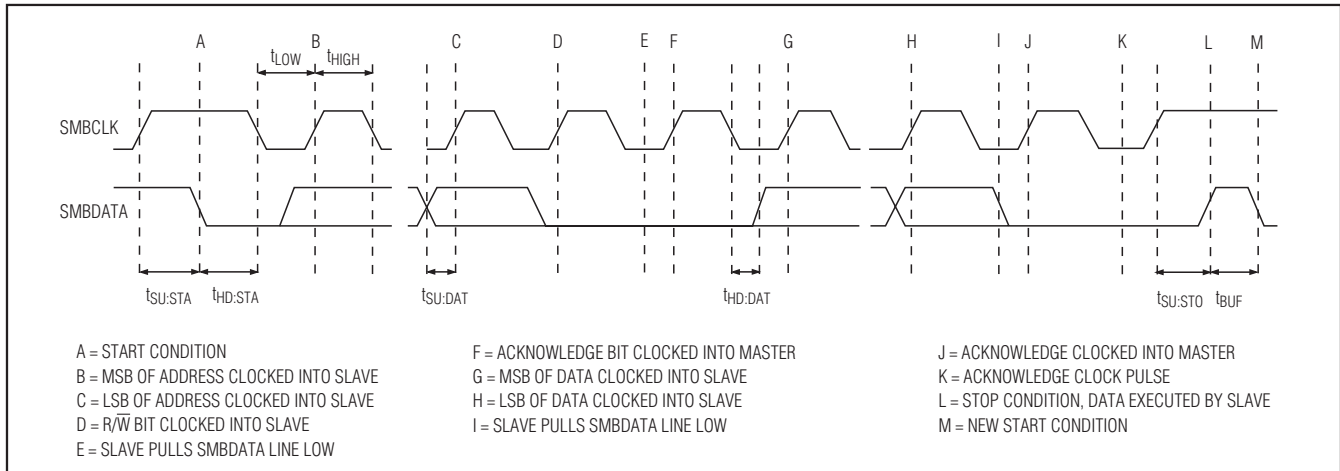 A B C D E F G H I J K L M
tLOW tHIGH
SMBCLK
SMBDATA
tSU:STA tHD:STA tSU:DAT tHD:DAT tSU:STO tBUF
A = START CONDITION
B = MSB OF ADDRESS CLOCKED INTO SLAVE
C = LSB OF ADDRESS CLOCKED INTO SLAVE
D = R/W̅ BIT CLOCKED INTO SLAVE
E = SLAVE PULLS SMBDATA LINE LOW
F = ACKNOWLEDGE BIT CLOCKED INTO MASTER
G = MSB OF DATA CLOCKED INTO SLAVE
H = LSB OF DATA CLOCKED INTO SLAVE
I = SLAVE PULLS SMBDATA LINE LOW
J = ACKNOWLEDGE CLOCKED INTO MASTER
K = ACKNOWLEDGE CLOCK PULSE
L = STOP CONDITION, DATA EXECUTED BY SLAVE
M = NEW START CONDITION